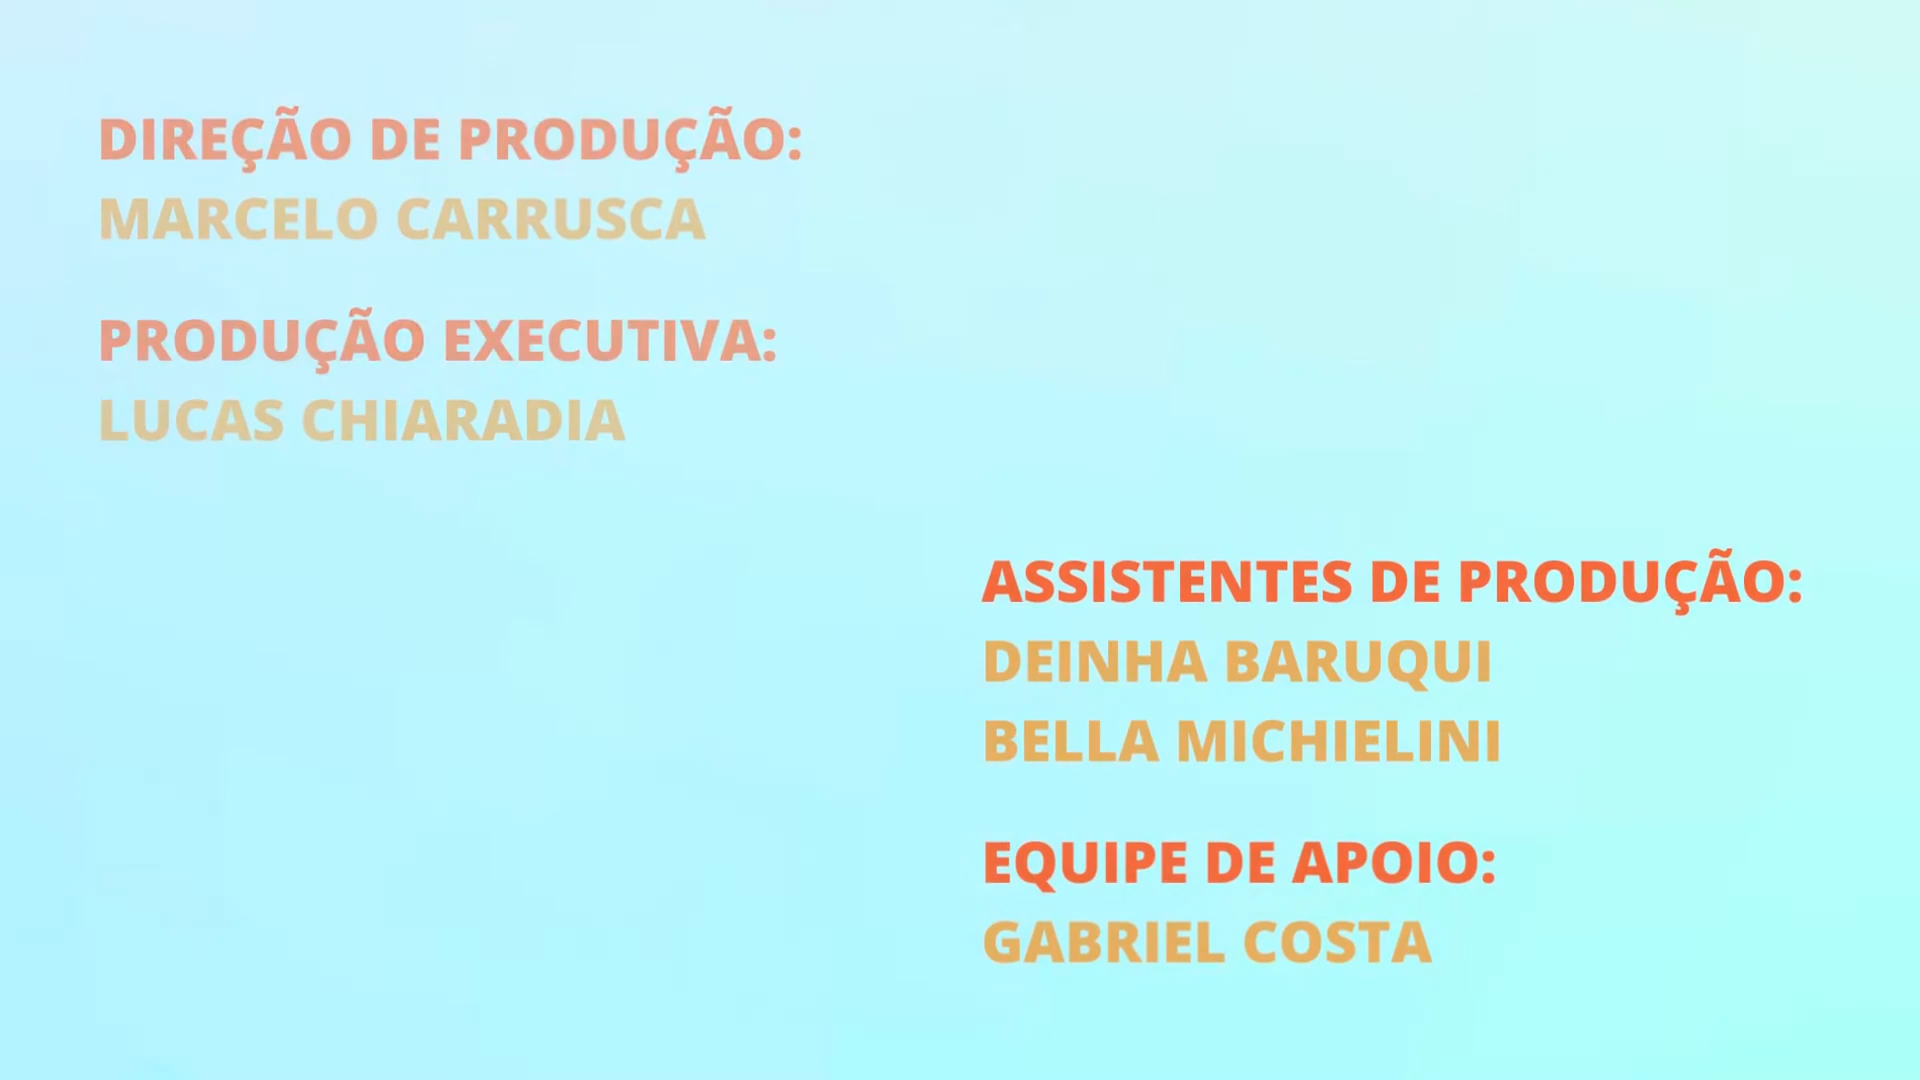 DIREÇÃO DE PRODUÇÃO:
MARCELO CARRUSCA
PRODUÇÃO EXECUTIVA:
LUCAS CHIARADIA
ASSISTENTES DE PRODUÇÃO:
DEINHA BARUQUI
BELLA MICHIELINI
EQUIPE DE APOIO:
GABRIEL COSTA